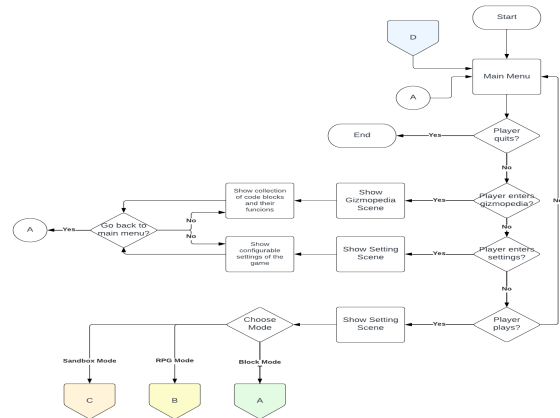 Start
D
Main Menu
A
Player
quits?
Yes
End
No
Player enters
gizmopedia?
Yes
Show
Gizmopedia
Scene
Show collection
of code blocks
and their
funcions
No
Go back to
main menu?
Yes
A
No
No
Player enters
settings?
Yes
Show Setting
Scene
Show
configurable
settings of the
game
No
Player
plays?
Yes
Show Setting
Scene
Choose
Mode
Sandbox Mode
RPG Mode
Block Mode
C
B
A